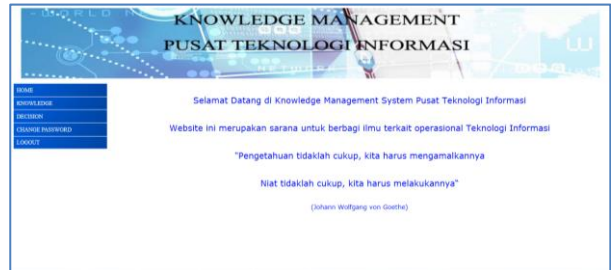 WORLD
KNOWLEDGE MANAGEMENT
PUSAT TEKNOLOGI INFORMASI
NETWORK
HOME
KNOWLEDGE
DECISION
CHANGE PASSWORD
LOGOUT
Selamat Datang di Knowledge Management System Pusat Teknologi Informasi
Website ini merupakan sarana untuk berbagi ilmu terkait operasional Teknologi Informasi
"Pengetahuan tidaklah cukup, kita harus mengamalkannya
Niat tidaklah cukup, kita harus melakukannya"
(Johann Wolfgang von Goethe)